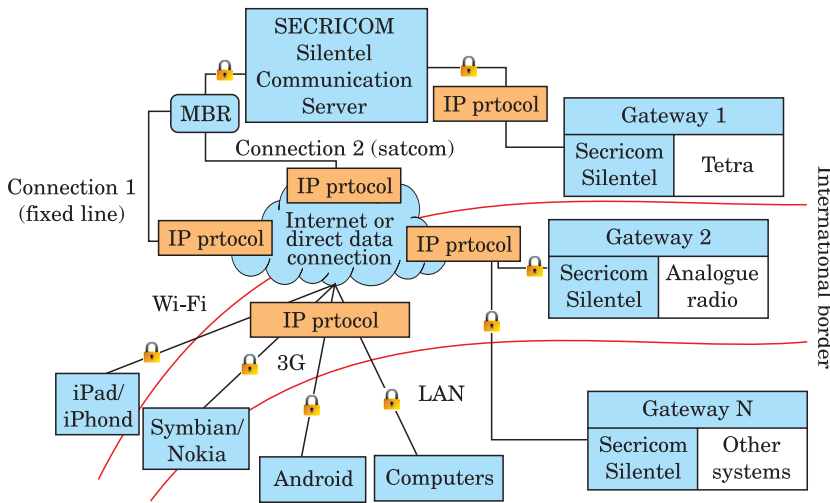 SECRICOM
Silentel
Communication
Server
MBR
IP prtocol
Gateway 1
Secricom
Silentel
Tetra
Connection 2 (satcom)
Connection 1
(fixed line)
IP prtocol
IP prtocol
Internet or
direct data
connection
IP prtocol
Gateway 2
Secricom
Silentel
Analogue
radio
International border
Wi-Fi
IP prtocol
3G
LAN
iPad/
iPhond
Symbian/
Nokia
Android
Computers
Gateway N
Secricom
Silentel
Other
systems